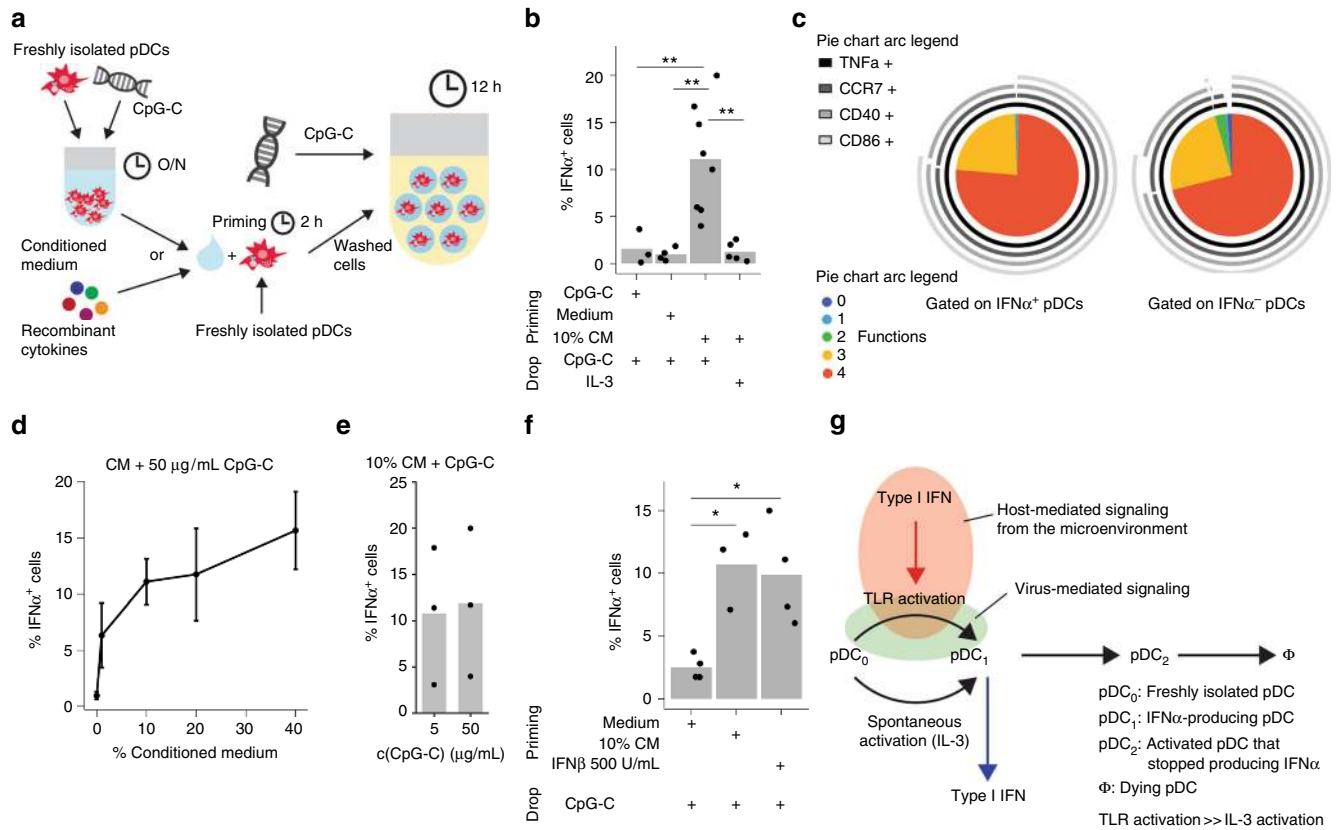 a
Freshly isolated pDCs
CpG-C
O/N
Conditioned
medium
or
Recombinant
cytokines
Priming
2 h
+
Freshly isolated pDCs
CpG-C
Washed
cells
12 h
b
% IFNα+ cells
20
15
10
5
0
**
**
**
Priming
CpG-C +
Medium +
10% CM + +
Drop
CpG-C + + +
IL-3 +
c
Pie chart arc legend
TNFa +
CCR7 +
CD40 +
CD86 +
Pie chart arc legend
0
1
2 Functions
3
4
Gated on IFNα+ pDCs
Gated on IFNα− pDCs
d
CM + 50 µg/mL CpG-C
% IFNα+ cells
20
15
10
5
0
0 10 20 30 40
% Conditioned medium
e
10% CM + CpG-C
% IFNα+ cells
25
20
15
10
5
0
5 50
c(CpG-C) (µg/mL)
f
% IFNα+ cells
15
10
5
0
*
*
Priming
Medium +
10% CM +
IFNβ 500 U/mL +
Drop
CpG-C + + +
g
Type I IFN
Host-mediated signaling
from the microenvironment
TLR activation
Virus-mediated signaling
pDC0
pDC1
pDC2
Φ
Spontaneous
activation (IL-3)
Type I IFN
pDC0: Freshly isolated pDC
pDC1: IFNα-producing pDC
pDC2: Activated pDC that
stopped producing IFNα
Φ: Dying pDC
TLR activation>> IL-3 activation